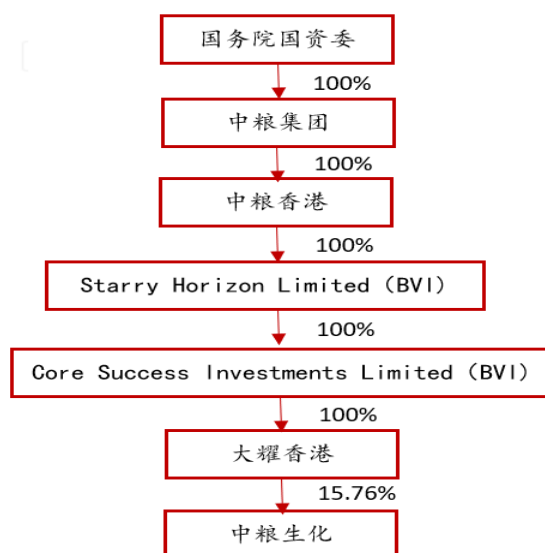 国务院国资委
100%
中粮集团
100%
中粮香港
100%
Starry Horizon Limited (BVI)
100%
Core Success Investments Limited (BVI)
100%
大耀香港
15.76%
中粮生化